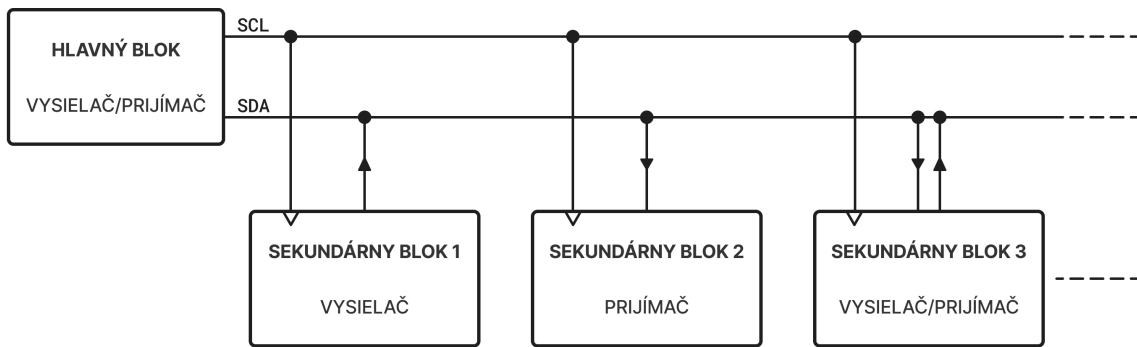 SCL
HLAVNÝ BLOK
VYSIELAČ/PRIJÍMAČ
SDA
SEKUNDÁRNY BLOK 1
VYSIELAČ
SEKUNDÁRNY BLOK 2
PRIJÍMAČ
SEKUNDÁRNY BLOK 3
VYSIELAČ/PRIJÍMAČ